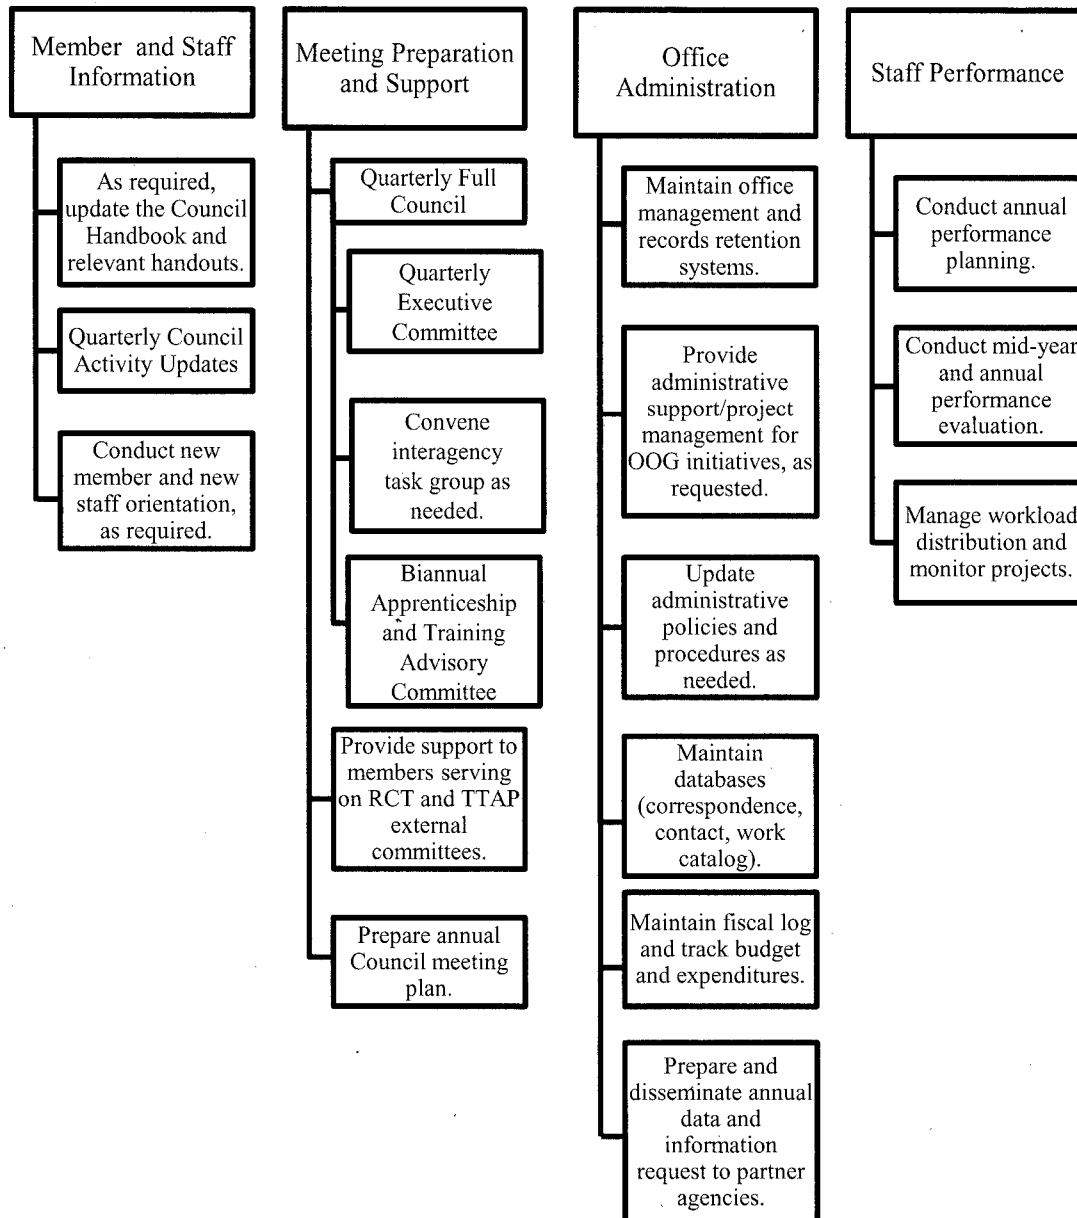 Member and Staff
Information
As required,
update the Council
Handbook and
relevant handouts.
Quarterly Council
Activity Updates
Conduct new
member and new
staff orientation,
as required.
Meeting Preparation
and Support
Quarterly Full
Council
Quarterly
Executive
Committee
Convene
interagency
task group as
needed.
Biannual
Apprenticeship
and Training
Advisory
Committee
Provide support to
members serving
on RCT and TTAP
external
committees.
Prepare annual
Council meeting
plan.
Office
Administration
Maintain office
management and
records retention
systems.
Provide
administrative
support/project
management for
OOG initiatives, as
requested.
Update
administrative
policies and
procedures as
needed.
Maintain
databases
(correspondence,
contact, work
catalog).
Maintain fiscal log
and track budget
and expenditures.
Prepare and
disseminate annual
data and
information
request to partner
agencies.
Staff Performance
Conduct annual
performance
planning.
Conduct mid-year
and annual
performance
evaluation.
Manage workload
distribution and
monitor projects.